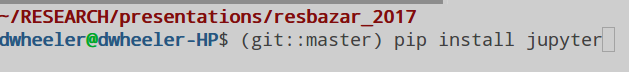 ~/RESEARCH/presentations/resbazar_2017
dwheeler@dwheeler-HP$ (git::master) pip install jupyter